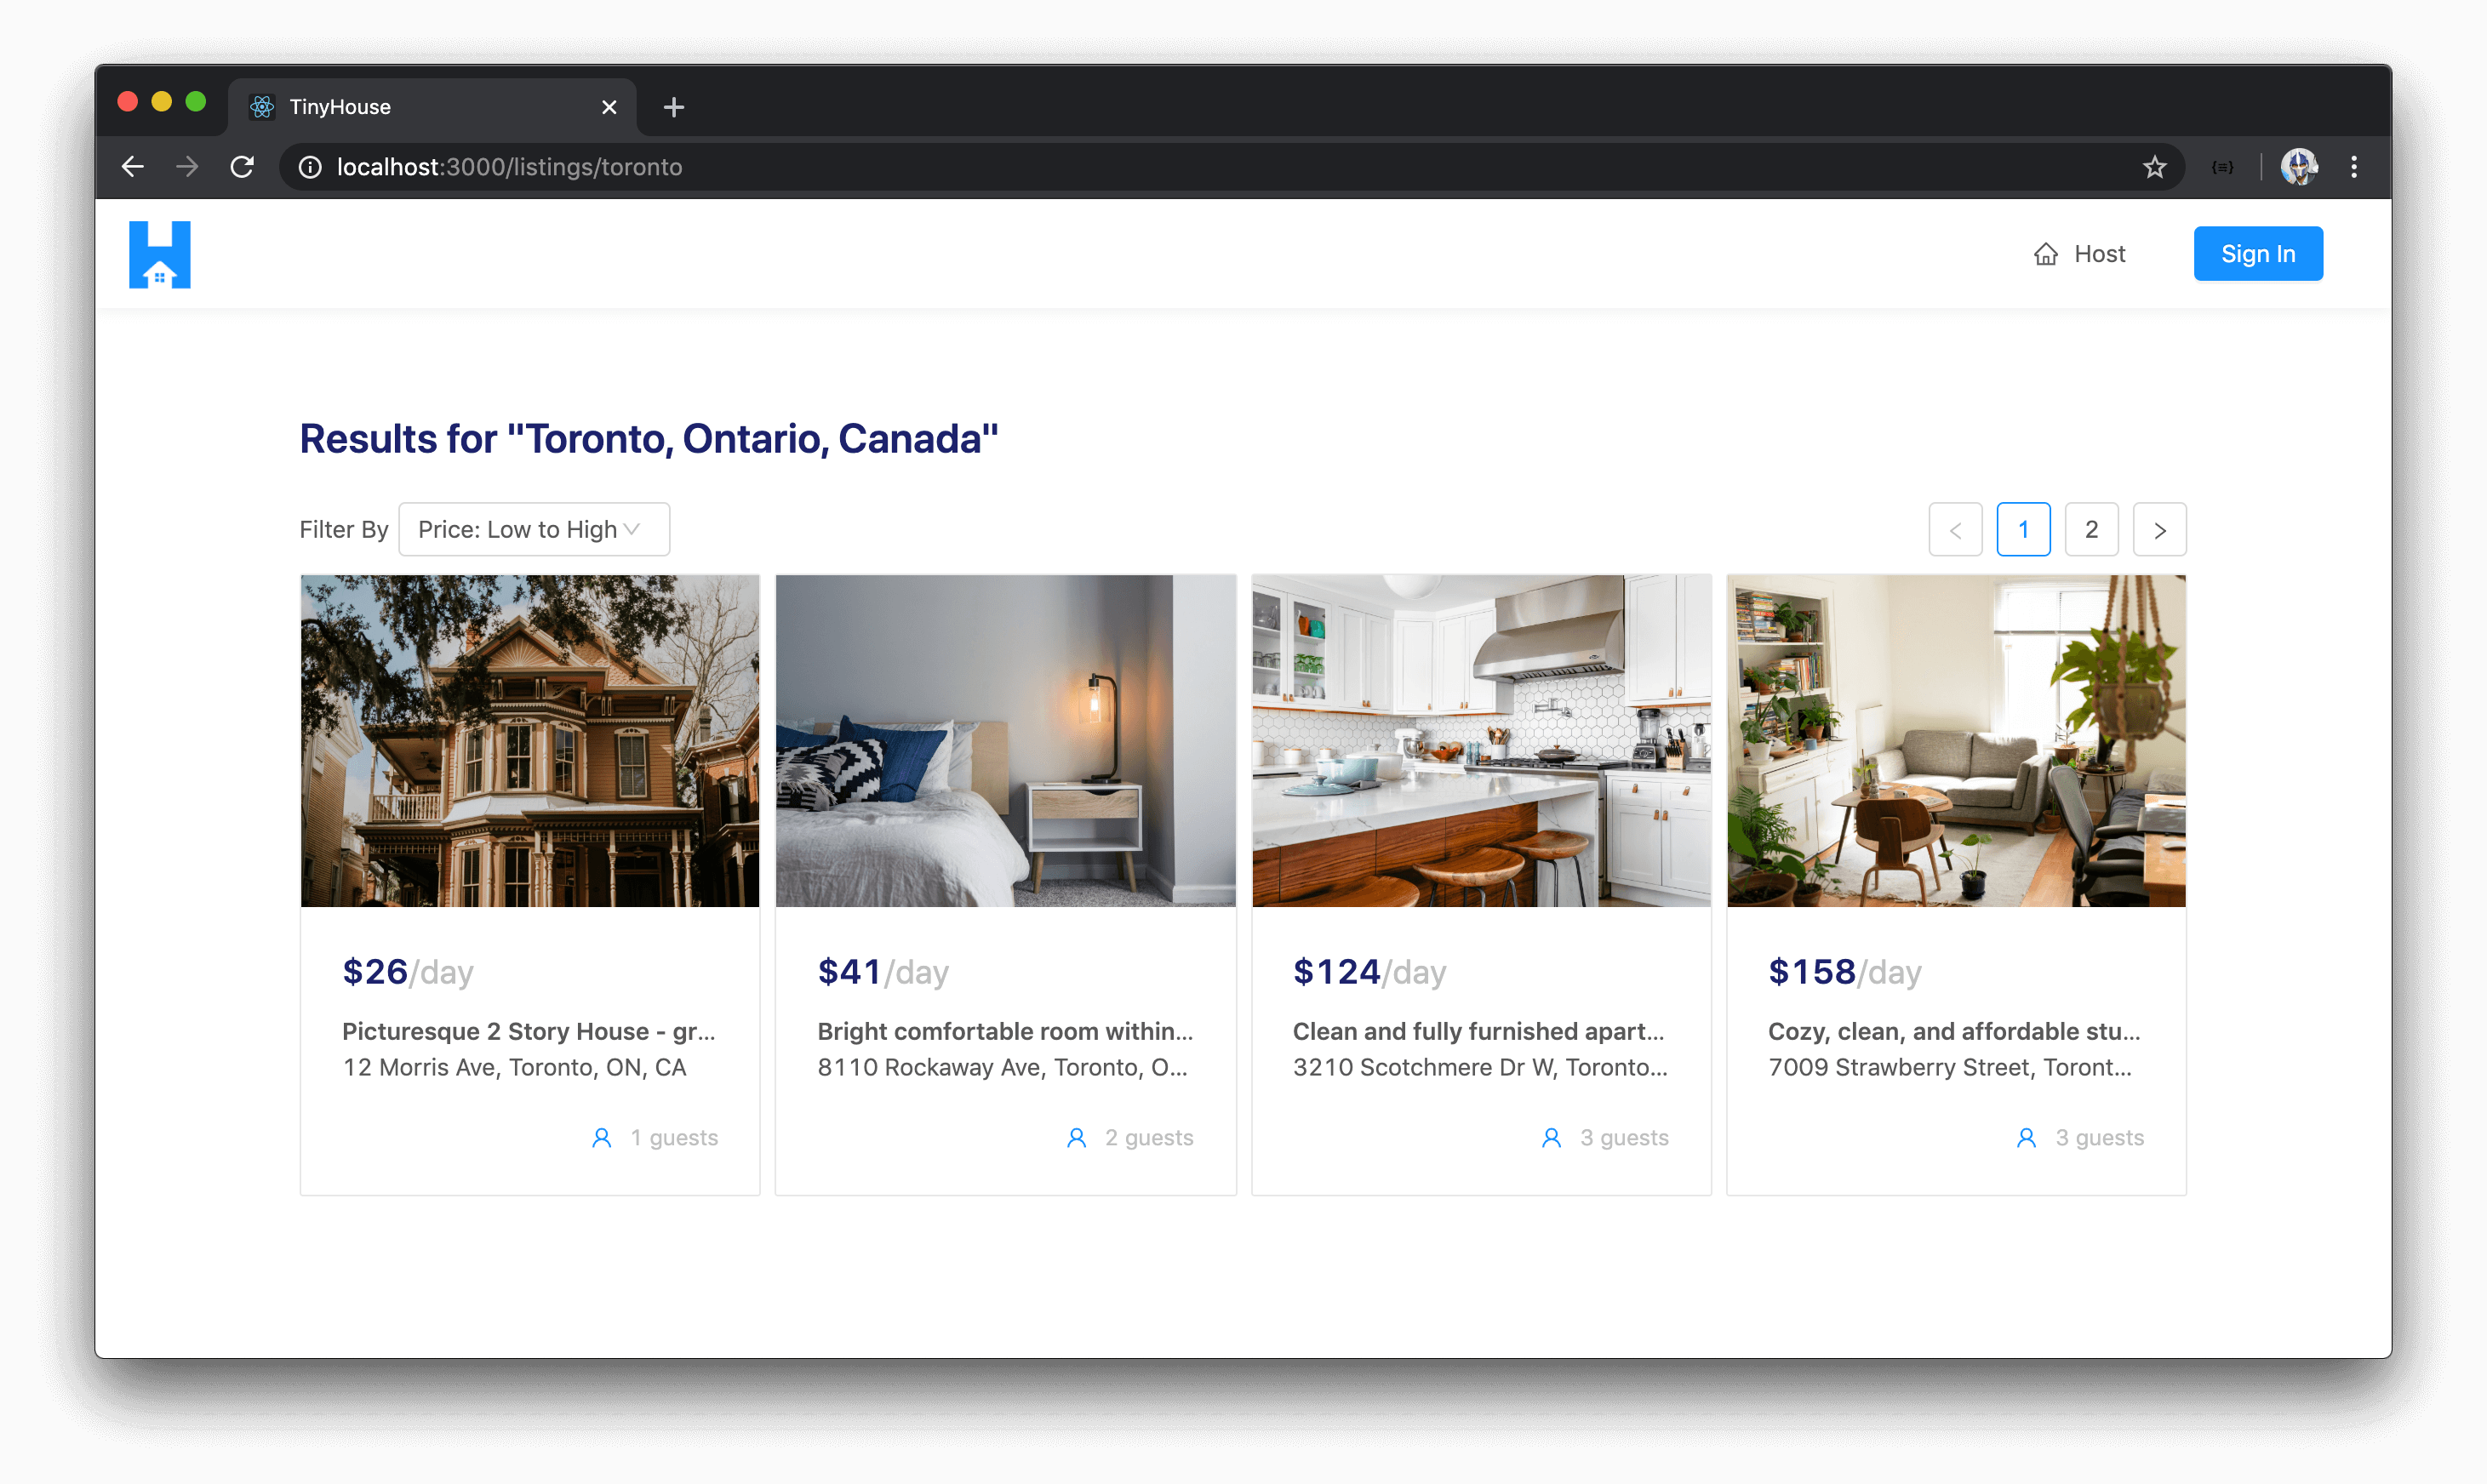 TinyHouse
localhost:3000/listings/toronto
Host
Sign In
Results for "Toronto, Ontario, Canada"
Filter By
Price: Low to High
1
2
$26/day
Picturesque 2 Story House - gr...
12 Morris Ave, Toronto, ON, CA
1 guests
$41/day
Bright comfortable room within...
8110 Rockaway Ave, Toronto, O...
2 guests
$124/day
Clean and fully furnished apart...
3210 Scotchmere Dr W, Toronto...
3 guests
$158/day
Cozy, clean, and affordable stu...
7009 Strawberry Street, Toront...
3 guests